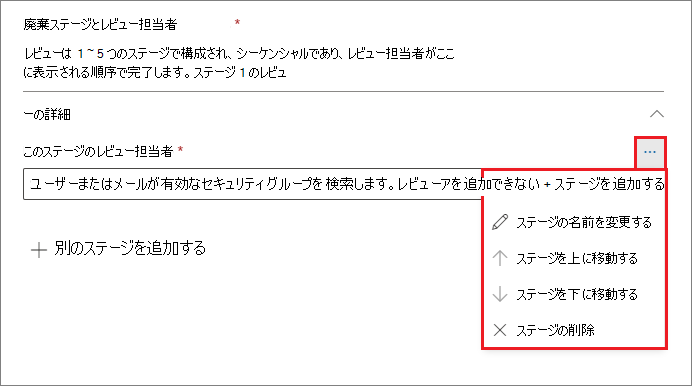 廃棄ステージとレビュー担当者 *
レビューは 1 ~ 5 つのステージで構成され、シーケンシャルであり、レビュー担当者がここ
に表示される順序で完了します。ステージ 1 のレビュ
ーの詳細
このステージのレビュー担当者 *
...
ユーザーまたはメールが有効なセキュリティグループを検索します。レビューアを追加できない + ステージを追加する
ステージの名前を変更する
ステージを上に移動する
ステージを下に移動する
ステージの削除
+ 別のステージを追加する